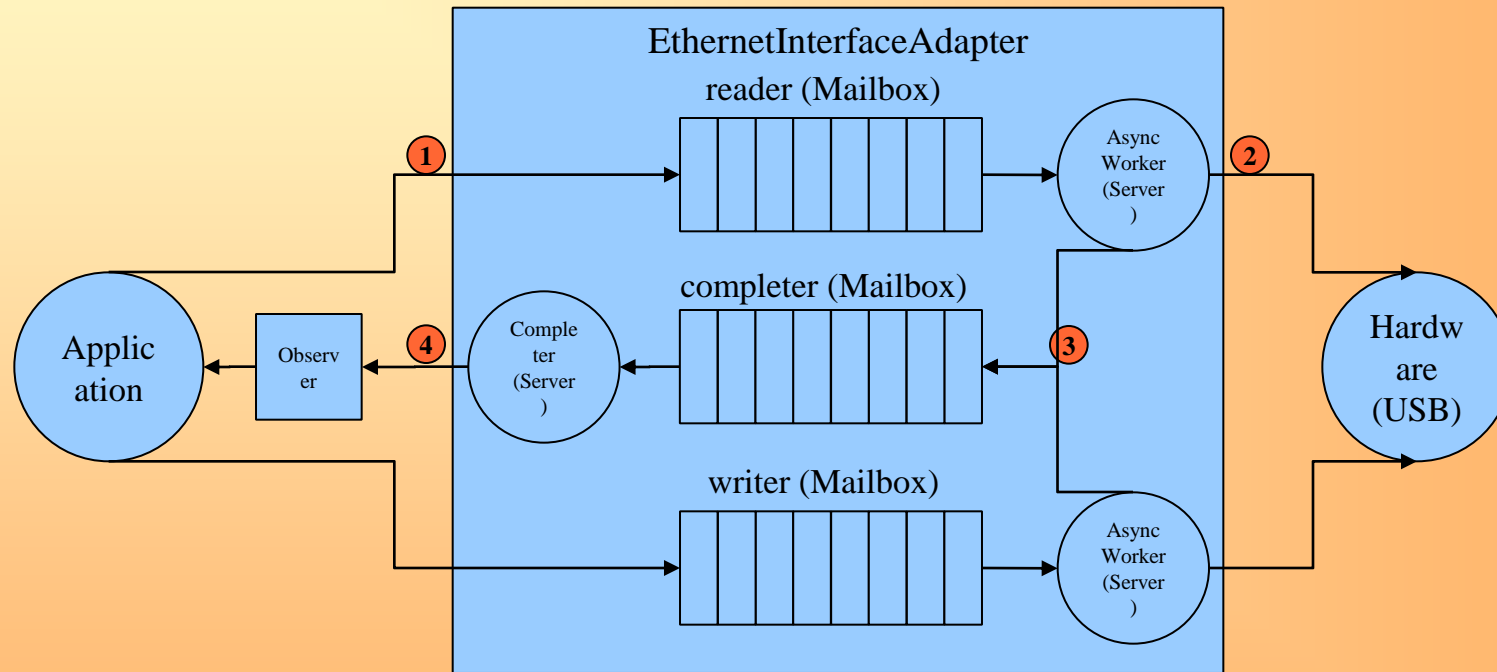 EthernetInterfaceAdapter
reader (Mailbox)
Async
Worker
(Server
)
1
2
completer (Mailbox)
Applic
ation
Observ
er
4
Comple
ter
(Server
)
3
Hardw
are
(USB)
writer (Mailbox)
Async
Worker
(Server
)